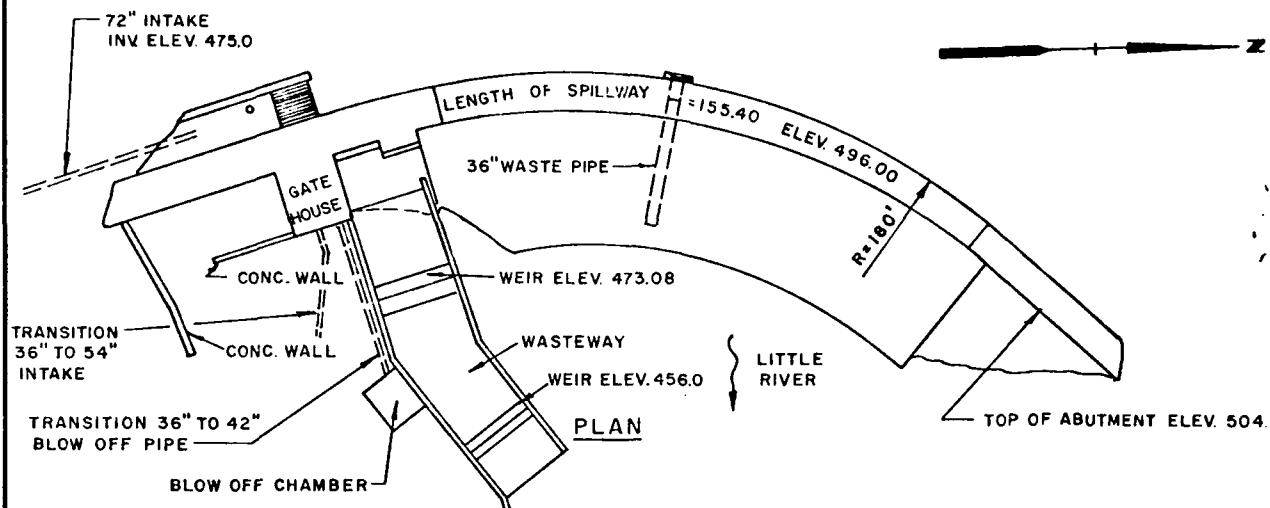 72" INTAKE
INV. ELEV. 475.0
Z
LENGTH OF SPILLWAY =155.40 ELEV. 496.00
36" WASTE PIPE
GATE
HOUSE
R=180'
CONC. WALL
WEIR ELEV. 473.08
TRANSITION
36" TO 54"
INTAKE
CONC. WALL
WASTEWAY
LITTLE
RIVER
WEIR ELEV. 456.0
TRANSITION 36" TO 42"
BLOW OFF PIPE
PLAN
TOP OF ABUTMENT ELEV. 504.
BLOW OFF CHAMBER